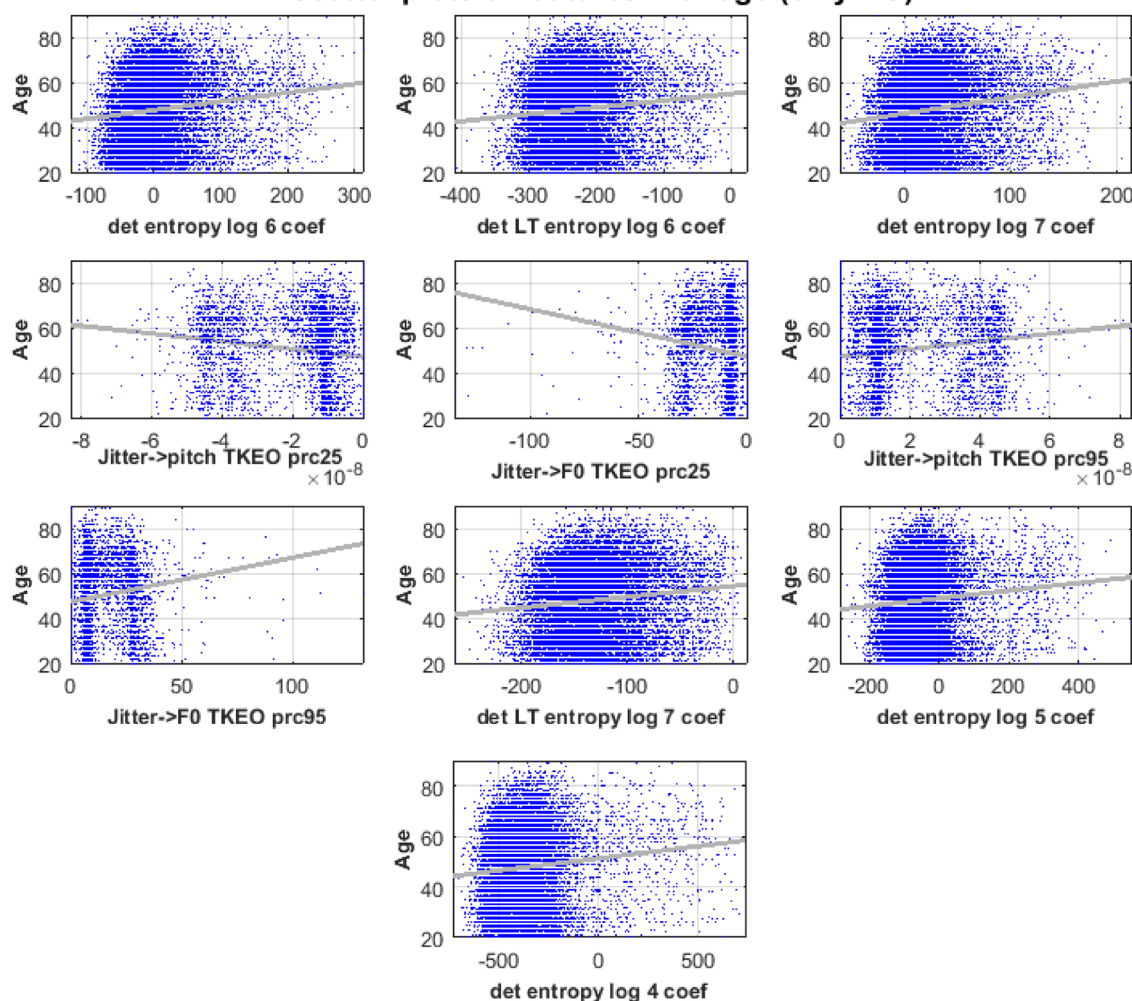 80
60
40
20
Age
-100 0 100 200 300
det entropy log 6 coef
80
60
40
20
Age
-400 -300 -200 -100 0
det LT entropy log 6 coef
80
60
40
20
Age
0 100 200
det entropy log 7 coef
80
60
40
20
Age
-8 -6 -4 -2 0
Jitter->pitch TKEO prc25
×10-8
80
60
40
20
Age
-100 -50 0
Jitter->F0 TKEO prc25
80
60
40
20
Age
0 2 4 6 8
Jitter->pitch TKEO prc95
×10-8
80
60
40
20
Age
0 50 100
Jitter->F0 TKEO prc95
80
60
40
20
Age
-200 -100 0
det LT entropy log 7 coef
80
60
40
20
Age
-200 0 200 400
det entropy log 5 coef
80
60
40
20
Age
-500 0 500
det entropy log 4 coef